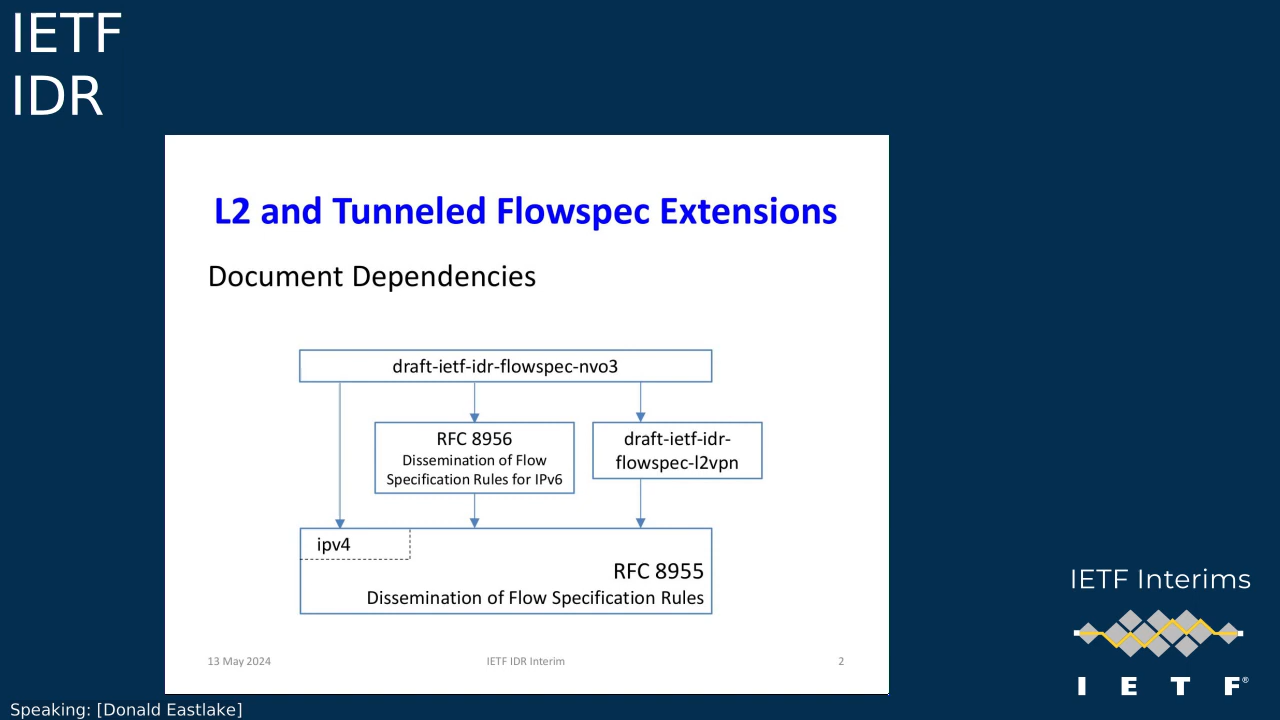 IETF
IDR
L2 and Tunneled Flowspec Extensions
Document Dependencies
draft-ietf-idr-flowspec-nvo3
RFC 8956
Dissemination of Flow
Specification Rules for IPv6
draft-ietf-idr-
flowspec-l2vpn
ipv4
RFC 8955
Dissemination of Flow Specification Rules
13 May 2024
IETF IDR Interim
2
IETF Interims
I E T F®
Speaking: [Donald Eastlake]